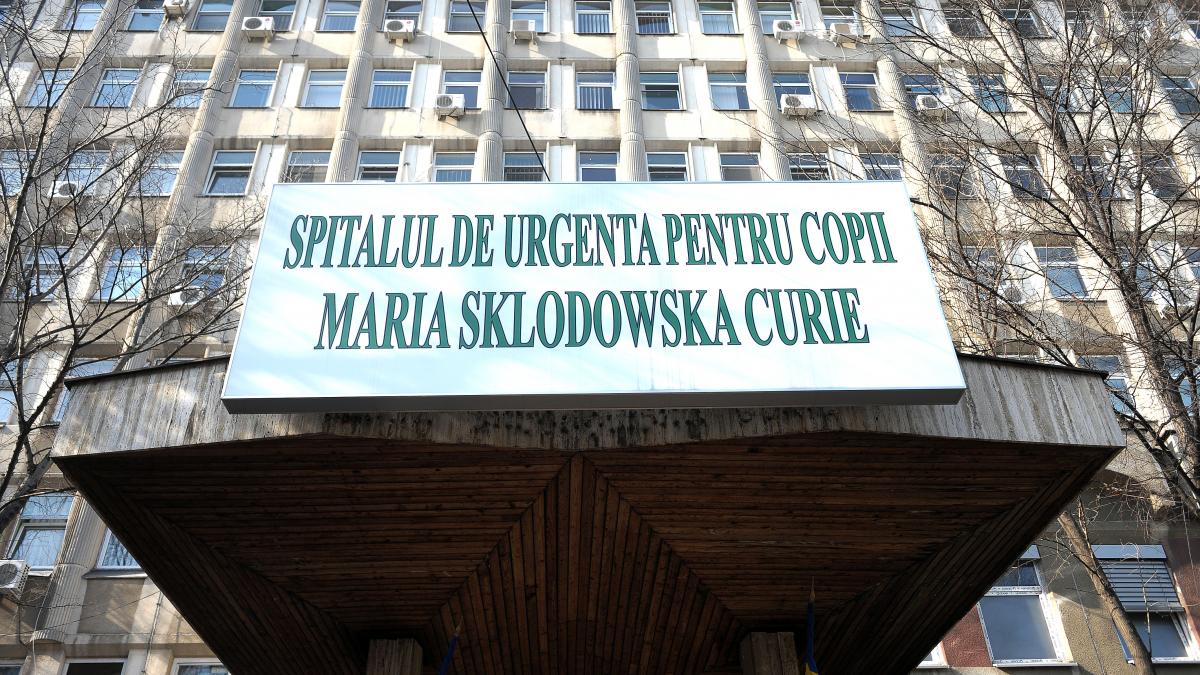 SPITALUL DE URGENTA PENTRU COPII
MARIA SKLODOWSKA CURIE